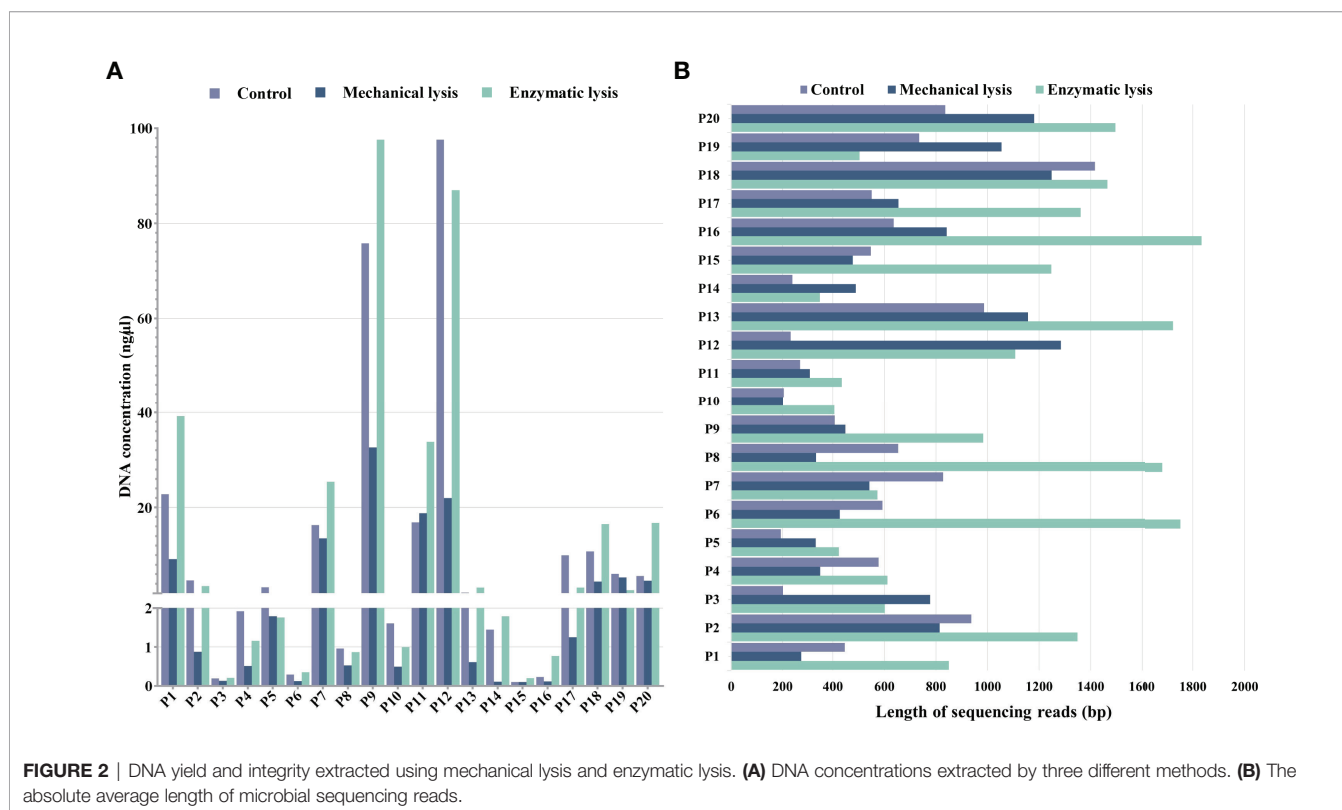 A
Control Mechanical lysis Enzymatic lysis
DNA concentration (ng/µl)
100
80
60
40
20
2
1
0
P1 P2 P3 P4 P5 P6 P7 P8 P9 P10 P11 P12 P13 P14 P15 P16 P17 P18 P19 P20
B
Control Mechanical lysis Enzymatic lysis
P20
P19
P18
P17
P16
P15
P14
P13
P12
P11
P10
P9
P8
P7
P6
P5
P4
P3
P2
P1
0 200 400 600 800 1000 1200 1400 1600 1800 2000
Length of sequencing reads (bp)
FIGURE 2 | DNA yield and integrity extracted using mechanical lysis and enzymatic lysis. (A) DNA concentrations extracted by three different methods. (B) The
absolute average length of microbial sequencing reads.